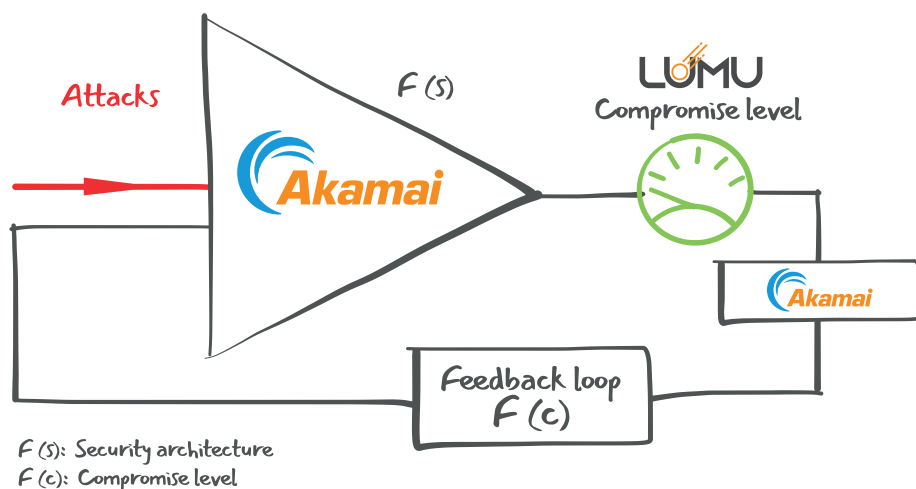 Attacks
F (s)
LUMU
Compromise level
Akamai
Akamai
Feedback loop
F (c)
F (s): Security architecture
F (c): Compromise level